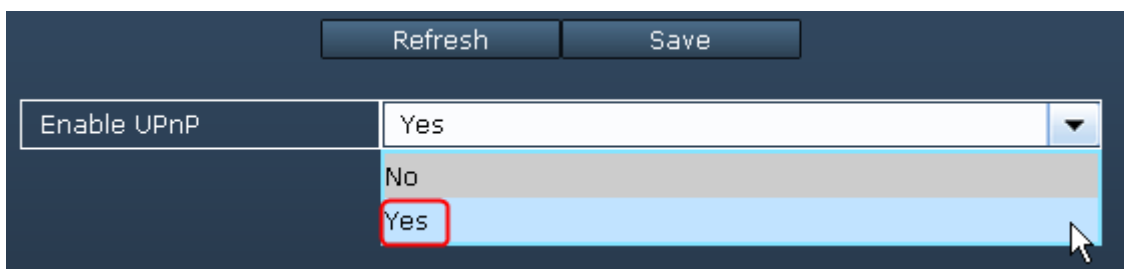 Refresh Save
Enable UPnP Yes
No
Yes